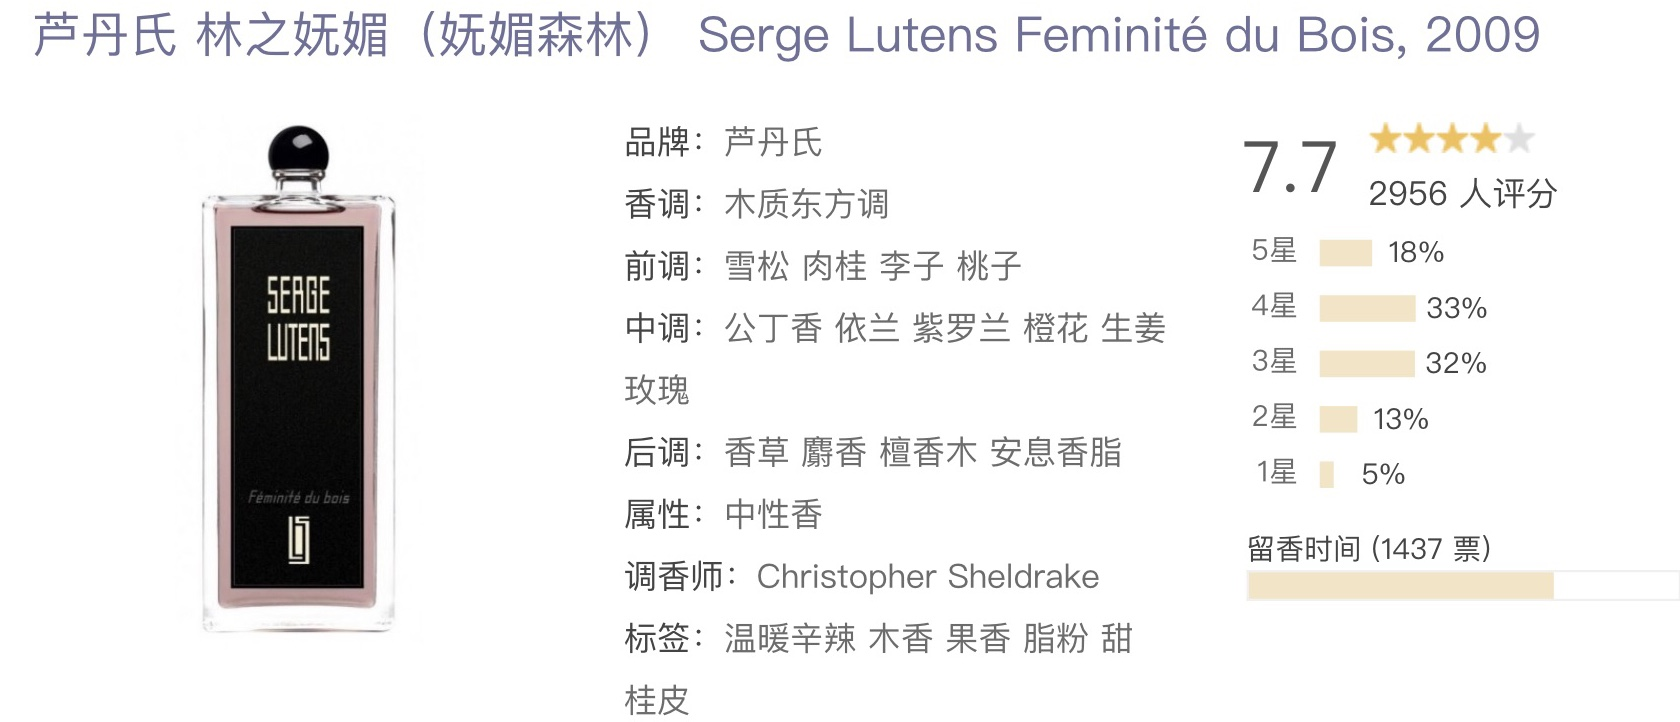 芦丹氏 林之妩媚（妩媚森林） Serge Lutens Feminité du Bois, 2009
SERGE
LUTENS
Féminité du bois
品牌：芦丹氏
香调：木质东方调
前调：雪松 肉桂 李子 桃子
中调：公丁香 依兰 紫罗兰 橙花 生姜
玫瑰
后调：香草 麝香 檀香木 安息香脂
属性：中性香
调香师：Christopher Sheldrake
标签：温暖辛辣 木香 果香 脂粉 甜
桂皮
7.7
2956 人评分
5星 18%
4星 33%
3星 32%
2星 13%
1星 5%
留香时间 (1437 票)